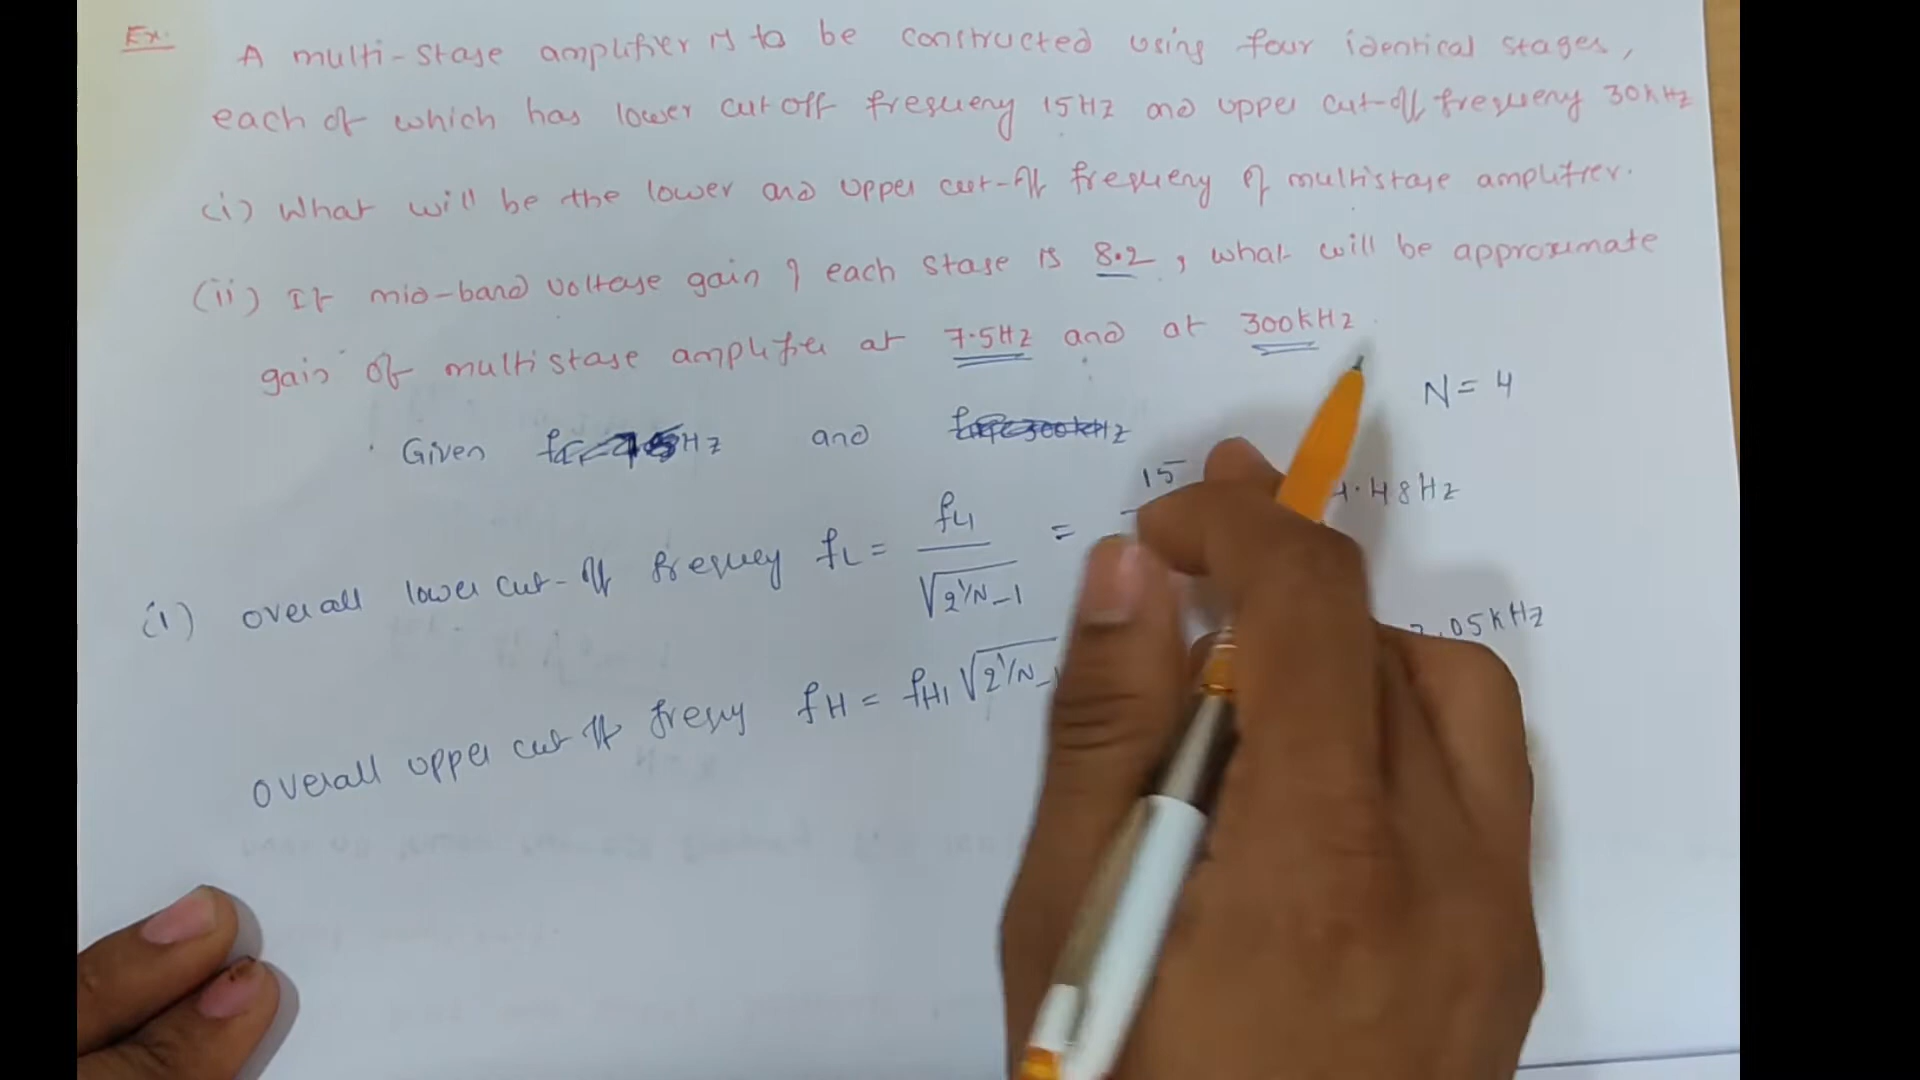 Ex. A multi-stage amplifier is to be constructed using four identical stages,
each of which has lower cut off frequency 15Hz and upper cut-off frequency 30kHz
(i) What will be the lower and upper cut-off frequency of multistage amplifier.
(ii) If mid-band voltage gain of each stage is 8.2, what will be approximate
gain of multistage amplifier at 7.5Hz and at 300kHz.
N = 4
Given Hz and
(i) overall lower cut-off frequency fL = fL1 / √2^1/N-1 = 15 .48Hz
overall upper cut off freqy fH = fH1 √2^1/N-1 .05kHz